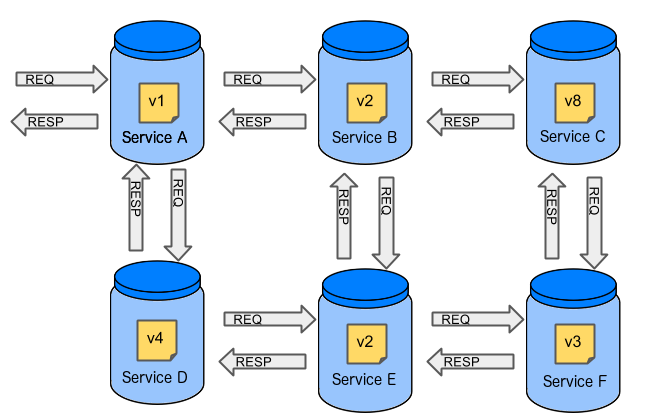 REQ
REQ
REQ
v1
v2
v8
RESP
RESP
RESP
Service A
Service B
Service C
RESP
REQ
RESP
REQ
RESP
REQ
REQ
REQ
v4
v2
v3
RESP
RESP
Service D
Service E
Service F